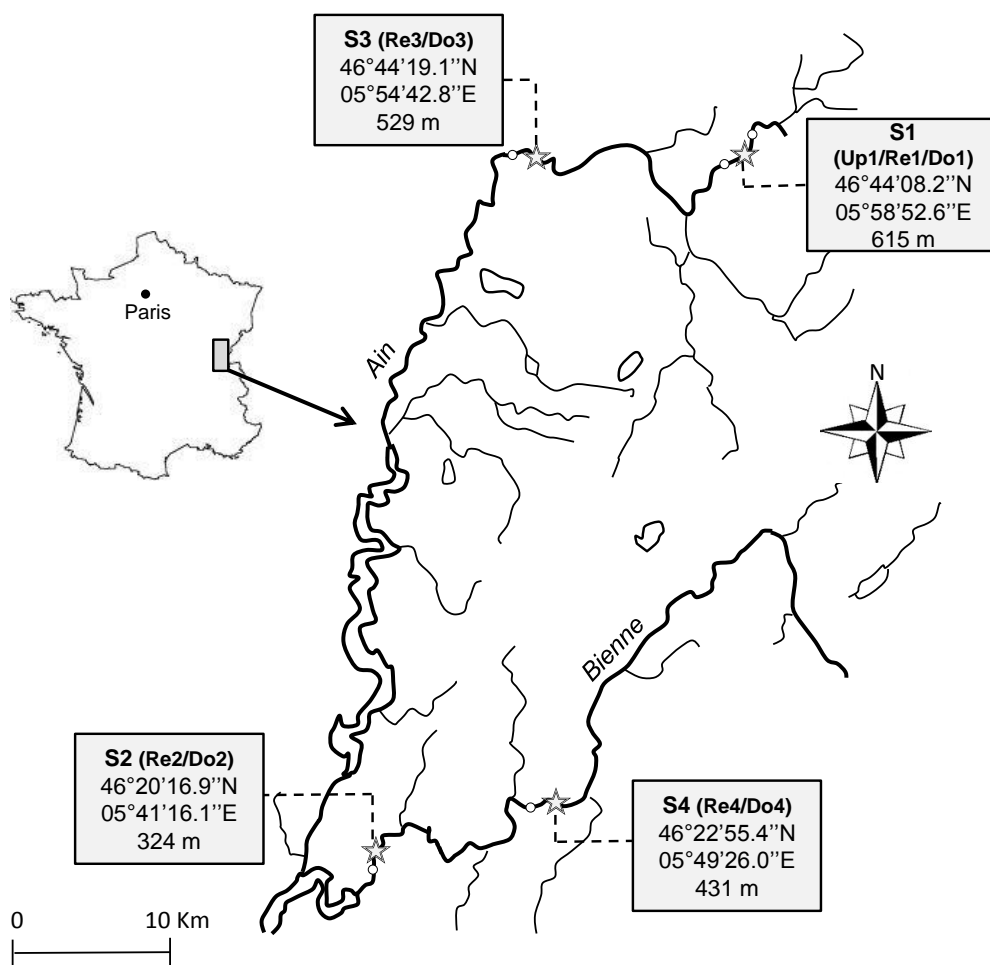 S3 (Re3/Do3)
46°44’19.1’’N
05°54’42.8’’E
529 m
S1
(Up1/Re1/Do1)
46°44’08.2’’N
05°58’52.6’’E
615 m
Paris
Ain
N
Bienne
S2 (Re2/Do2)
46°20’16.9’’N
05°41’16.1’’E
324 m
S4 (Re4/Do4)
46°22’55.4’’N
05°49’26.0’’E
431 m
0 10 Km